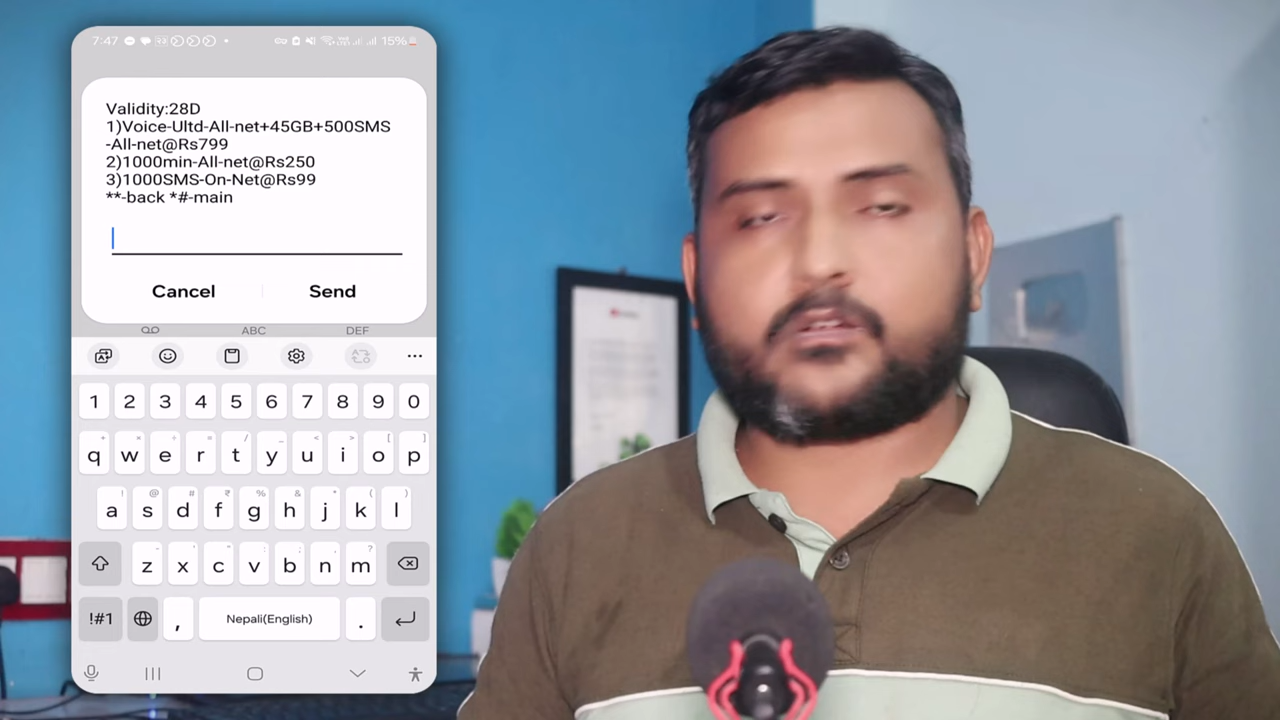 7:47
15%
Validity:28D
1)Voice-Ultd-All-net+45GB+500SMS
-All-net@Rs799
2)1000min-All-net@Rs250
3)1000SMS-On-Net@Rs99
**-back *#-main
Cancel Send
ABC DEF
1 2 3 4 5 6 7 8 9 0
q w e r t y u i o p
a s d f g h j k l
z x c v b n m
!#1 , Nepali(English) .